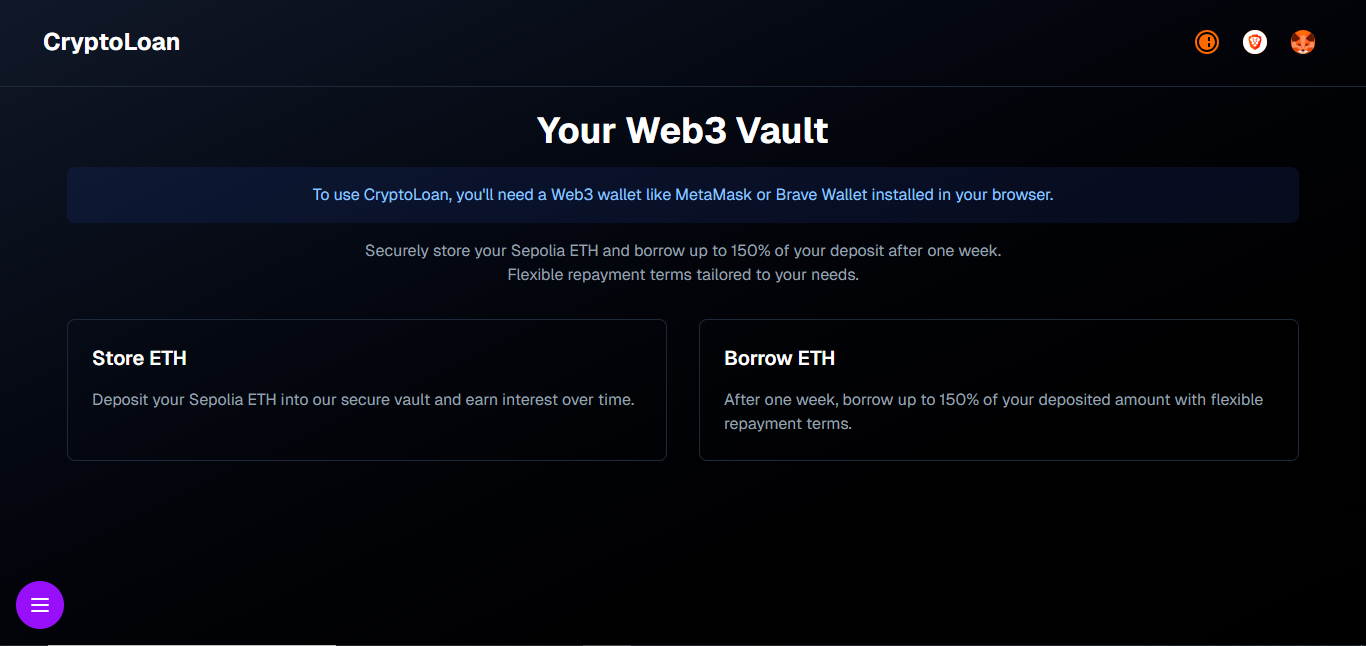 CryptoLoan
Your Web3 Vault
To use CryptoLoan, you'll need a Web3 wallet like MetaMask or Brave Wallet installed in your browser.
Securely store your Sepolia ETH and borrow up to 150% of your deposit after one week.
Flexible repayment terms tailored to your needs.
Store ETH
Deposit your Sepolia ETH into our secure vault and earn interest over time.
Borrow ETH
After one week, borrow up to 150% of your deposited amount with flexible
repayment terms.